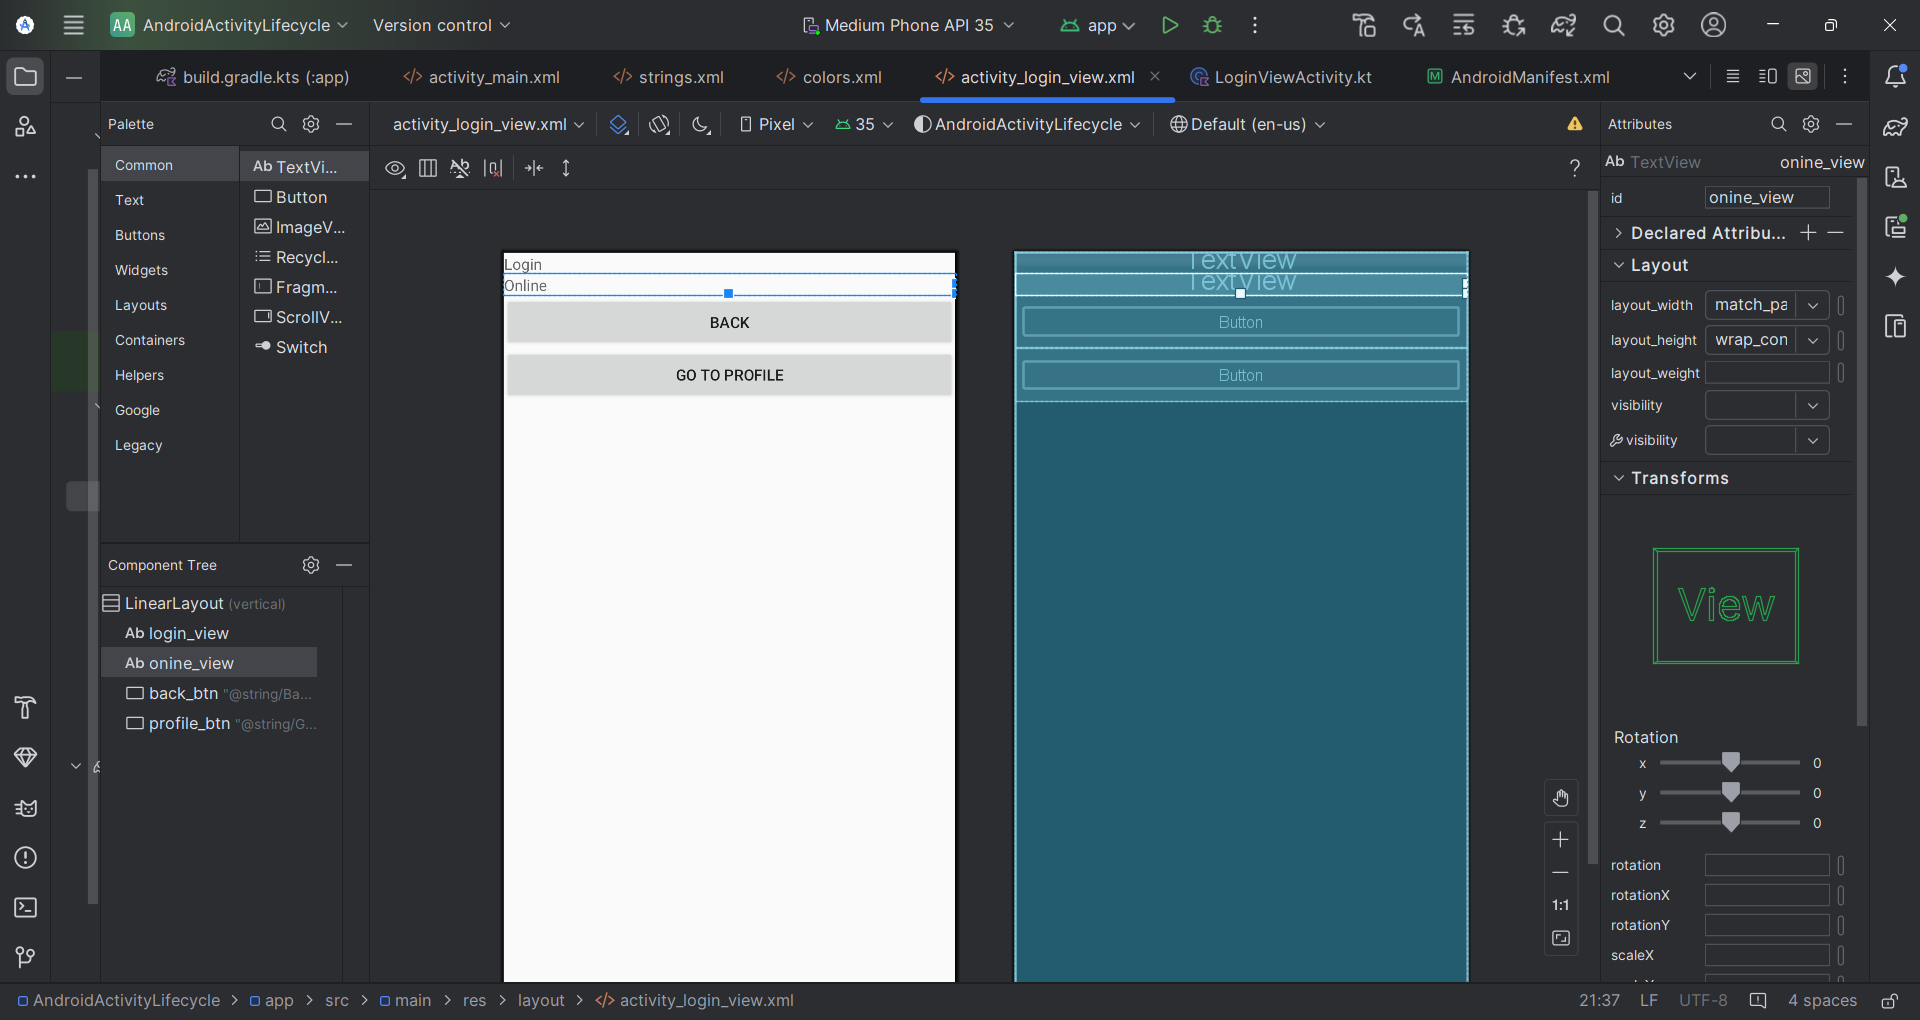 AA AndroidActivityLifecycle Version control Medium Phone API 35 app
build.gradle.kts (:app) activity_main.xml strings.xml colors.xml activity_login_view.xml LoginViewActivity.kt AndroidManifest.xml
Palette
activity_login_view.xml Pixel 35 AndroidActivityLifecycle Default (en-us)
Attributes
Common
Text
Buttons
Widgets
Layouts
Containers
Helpers
Google
Legacy
Ab TextVi...
Button
ImageV...
Recycl...
Fragm...
ScrollV...
Switch
?
Component Tree
LinearLayout (vertical)
Ab login_view
Ab onine_view
back_btn "@string/Ba...
profile_btn "@string/G...
Login
Online
BACK
GO TO PROFILE
TextView
TextView
Button
Button
1:1
Ab TextView onine_view
id onine_view
Declared Attribu...
Layout
layout_width match_pa
layout_height wrap_con
layout_weight
visibility
visibility
Transforms
View
Rotation
x 0
y 0
z 0
rotation
rotationX
rotationY
scaleX
AndroidActivityLifecycle > app > src > main > res > layout > activity_login_view.xml
21:37 LF UTF-8 4 spaces